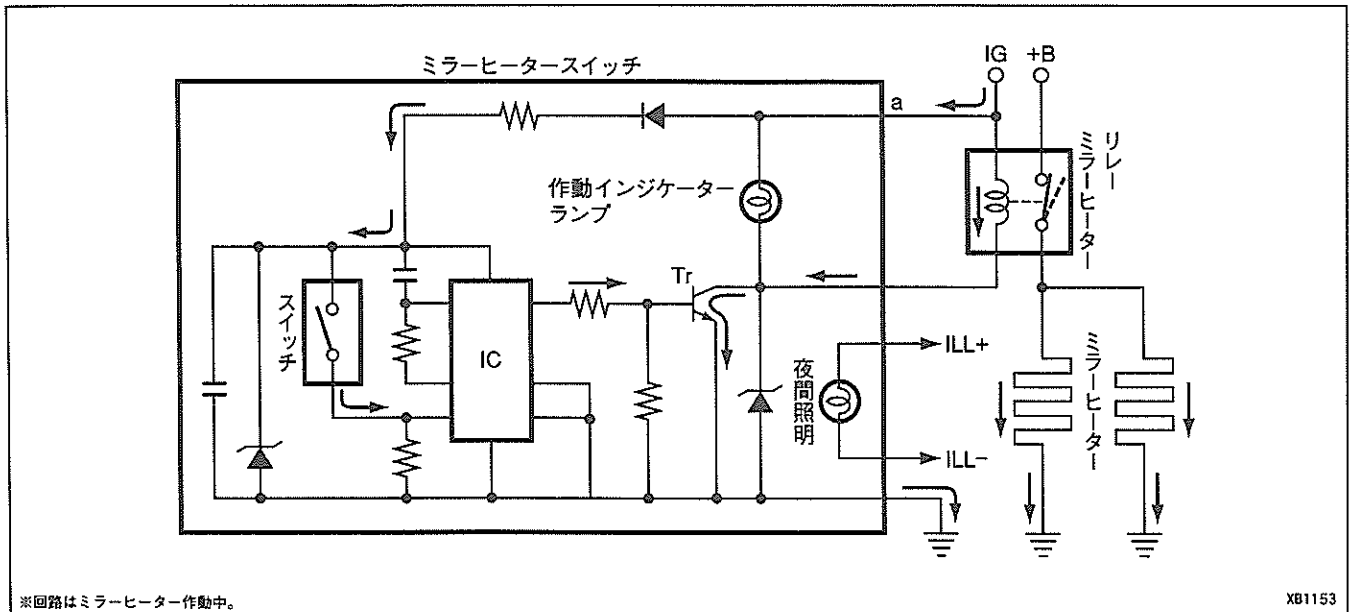 ミラーヒータースイッチ
IG
+B
a
リレー
ミラーヒーター
作動インジケーター
ランプ
Tr
スイッチ
IC
夜間照明
ILL+
ILL-
ミラーヒーター
※回路はミラーヒーター作動中。
XB1153